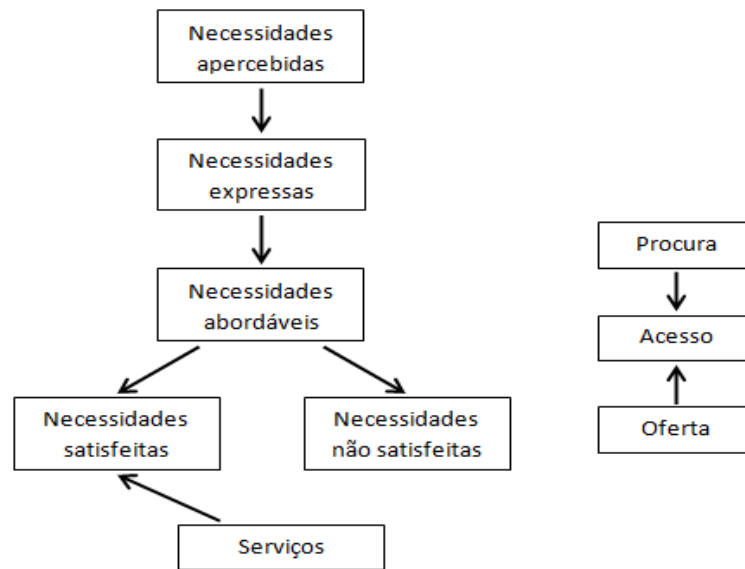 Necessidades
apercebidas
Necessidades
expressas
Necessidades
abordáveis
Necessidades
satisfeitas
Necessidades
não satisfeitas
Serviços
Procura
Acesso
Oferta